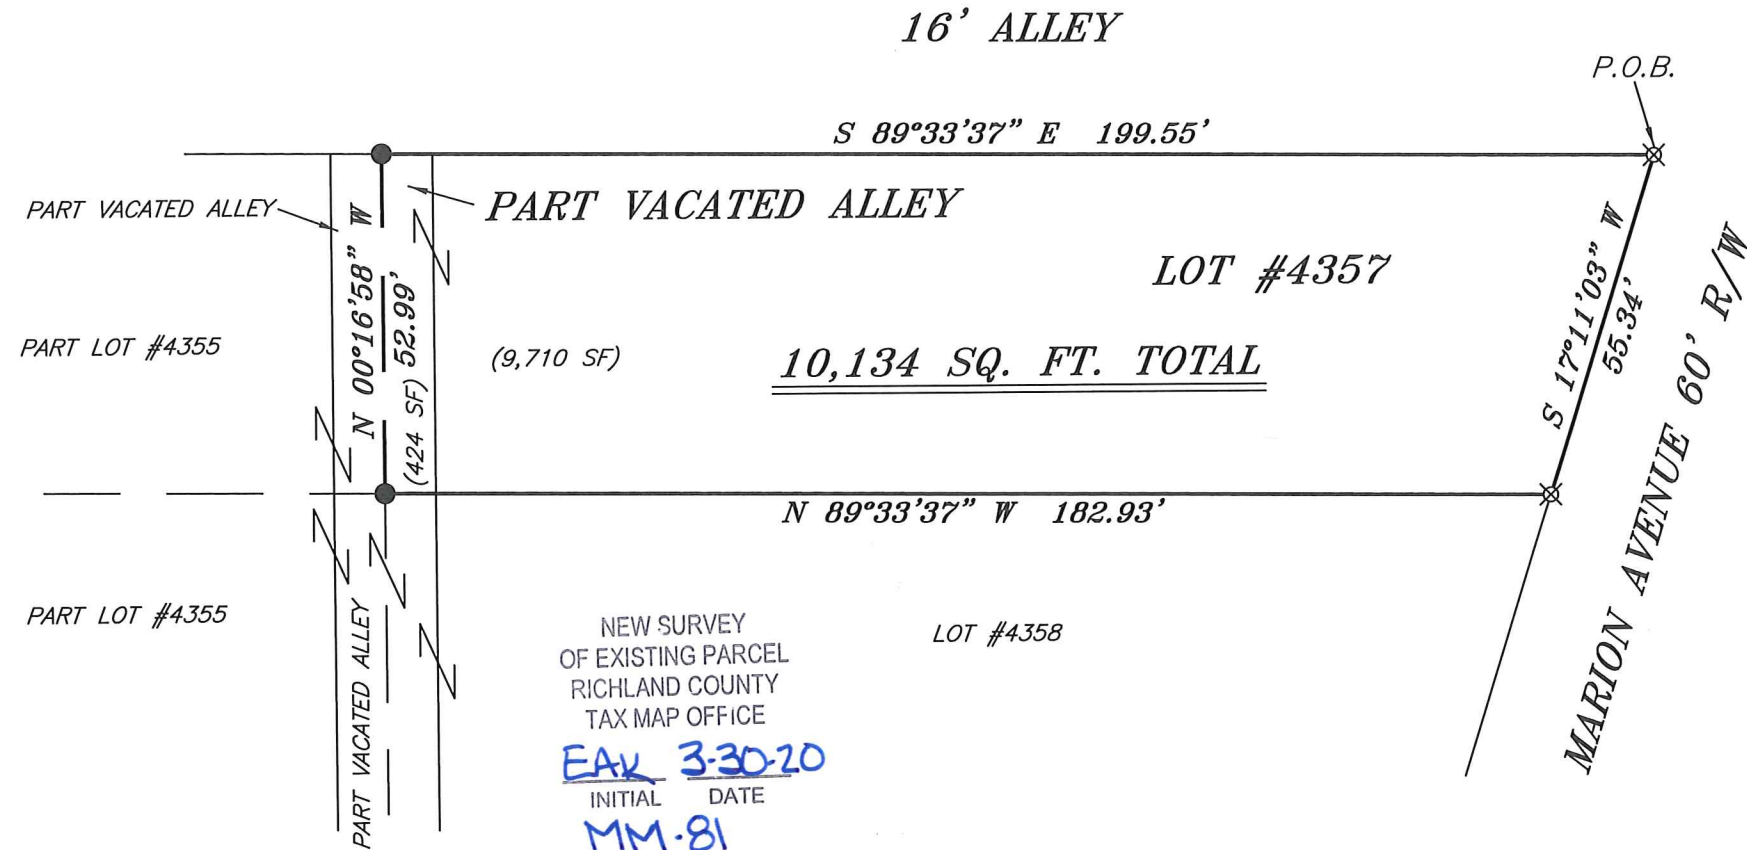 16' ALLEY
P.O.B.
S 89°33'37" E 199.55'
PART VACATED ALLEY
PART VACATED ALLEY
N 00°16'58" W
52.99'
(424 SF)
LOT #4357
S 17°11'03" W
55.34'
MARION AVENUE 60' R/W
PART LOT #4355
(9,710 SF)
10,134 SQ. FT. TOTAL
N 89°33'37" W 182.93'
PART LOT #4355
PART VACATED ALLEY
LOT #4358
NEW SURVEY
OF EXISTING PARCEL
RICHLAND COUNTY
TAX MAP OFFICE
EAK 3-30-20
INITIAL DATE
MM-81